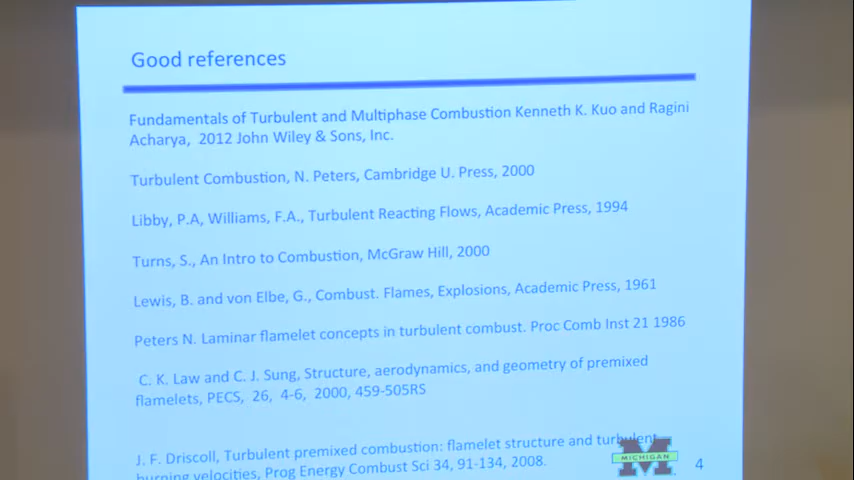 Good references
Fundamentals of Turbulent and Multiphase Combustion Kenneth K. Kuo and Ragini
Acharya, 2012 John Wiley & Sons, Inc.
Turbulent Combustion, N. Peters, Cambridge U. Press, 2000
Libby, P.A, Williams, F.A., Turbulent Reacting Flows, Academic Press, 1994
Turns, S., An Intro to Combustion, McGraw Hill, 2000
Lewis, B. and von Elbe, G., Combust. Flames, Explosions, Academic Press, 1961
Peters N. Laminar flamelet concepts in turbulent combust. Proc Comb Inst 21 1986
C. K. Law and C. J. Sung, Structure, aerodynamics, and geometry of premixed
flamelets, PECS, 26, 4-6, 2000, 459-505RS
J. F. Driscoll, Turbulent premixed combustion: flamelet structure and turbulent
burning velocities, Prog Energy Combust Sci 34, 91-134, 2008.
MICHIGAN
4